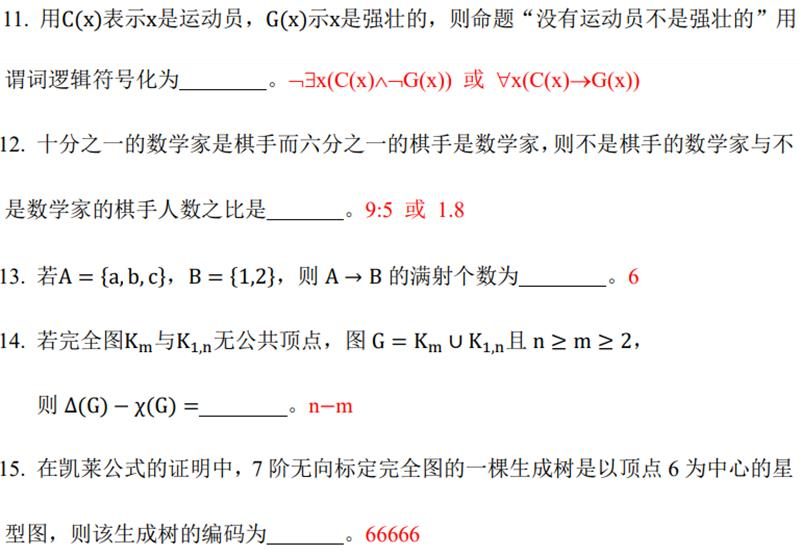 11. 用C(x)表示x是运动员，G(x)示x是强壮的，则命题“没有运动员不是强壮的”用
谓词逻辑符号化为________。¬∃x(C(x)∧¬G(x)) 或 ∀x(C(x)→G(x))
12. 十分之一的数学家是棋手而六分之一的棋手是数学家，则不是棋手的数学家与不
是数学家的棋手人数之比是_______。9:5 或 1.8
13. 若A = {a, b, c}，B = {1,2}，则 A → B 的满射个数为________。6
14. 若完全图Kₘ与K₁,ₙ无公共顶点，图 G = Kₘ ∪ K₁,ₙ且 n ≥ m ≥ 2，
则 Δ(G) − χ(G) =________。n−m
15. 在凯莱公式的证明中，7 阶无向标定完全图的一棵生成树是以顶点 6 为中心的星
型图，则该生成树的编码为_______。66666